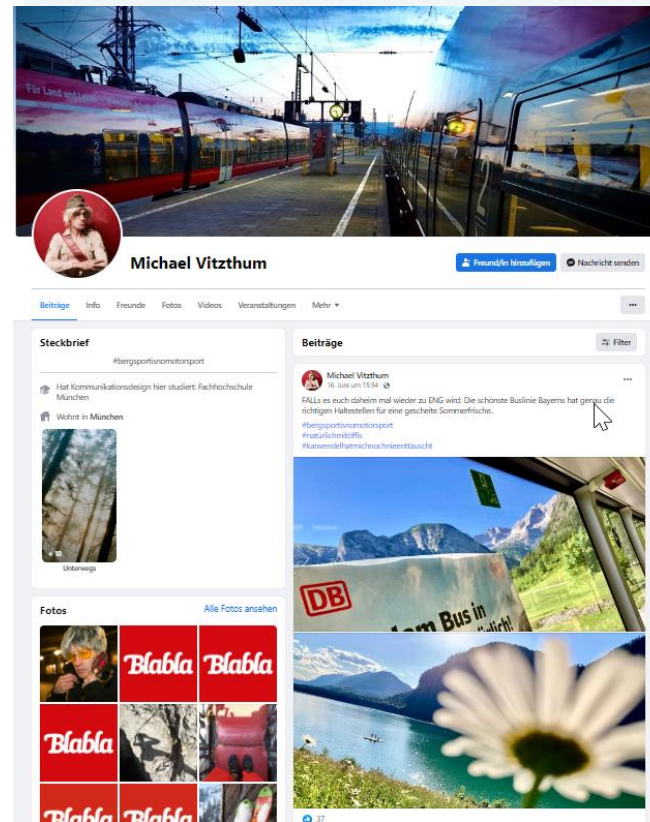 Für Land und
2
2
Michael Vitzthum
Freund/in hinzufügen
Nachricht senden
Beiträge
Info
Freunde
Fotos
Videos
Veranstaltungen
Mehr
Steckbrief
#bergsportisnomotorsport
Hat Kommunikationsdesign hier studiert: Fachhochschule
München
Wohnt in München
+10
Unterwegs
Fotos
Alle Fotos ansehen
Blabla
Blabla
Blabla
Blabla
Blabla
Beiträge
Filter
Michael Vitzthum
16. Juni um 15:34
FALLs es euch daheim mal wieder zu ENG wird: Die schönste Buslinie Bayerns hat genau die
richtigen Haltestellen für eine gescheite Sommerfrische.
#bergsportisnomotorsport
#natürlichmitöffis
#karwendelhatmichnochnieenttäuscht
DB
Bus in
37